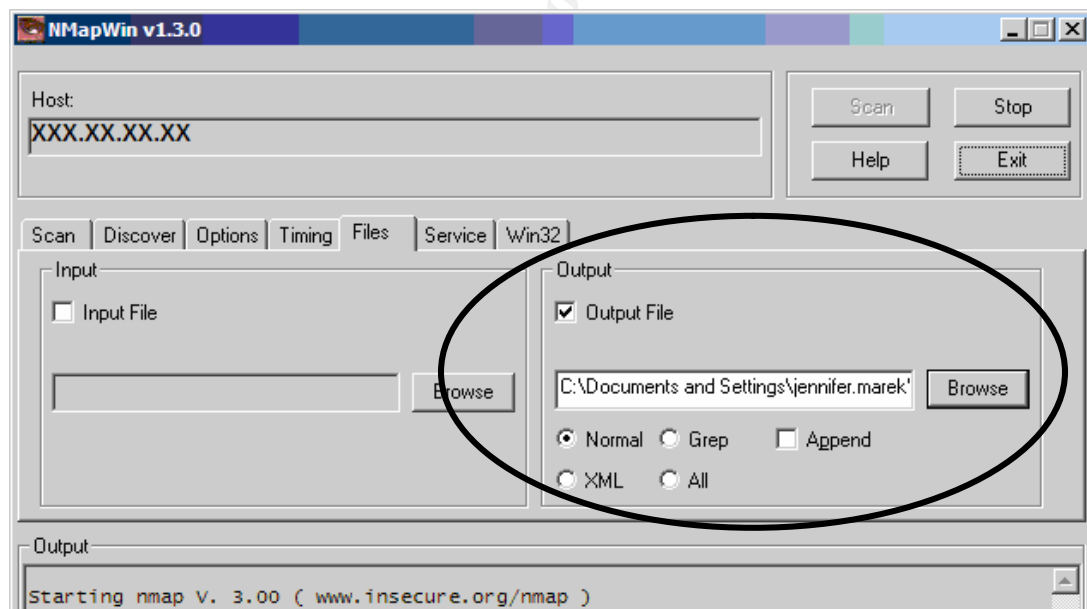 NMapWin v1.3.0
Host:
XXX.XX.XX.XX
Scan Stop
Help Exit
Scan Discover Options Timing Files Service Win32
Input
Input File
Browse
Output
Output File
C:\Documents and Settings\jennifer.marek'
Browse
Normal Grep Append
XML All
Output
Starting nmap V. 3.00 ( www.insecure.org/nmap )